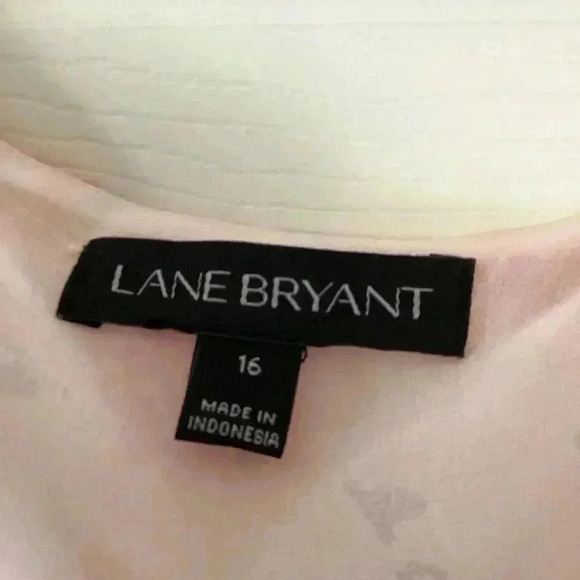 LANE BRYANT
16
MADE IN
INDONESIA